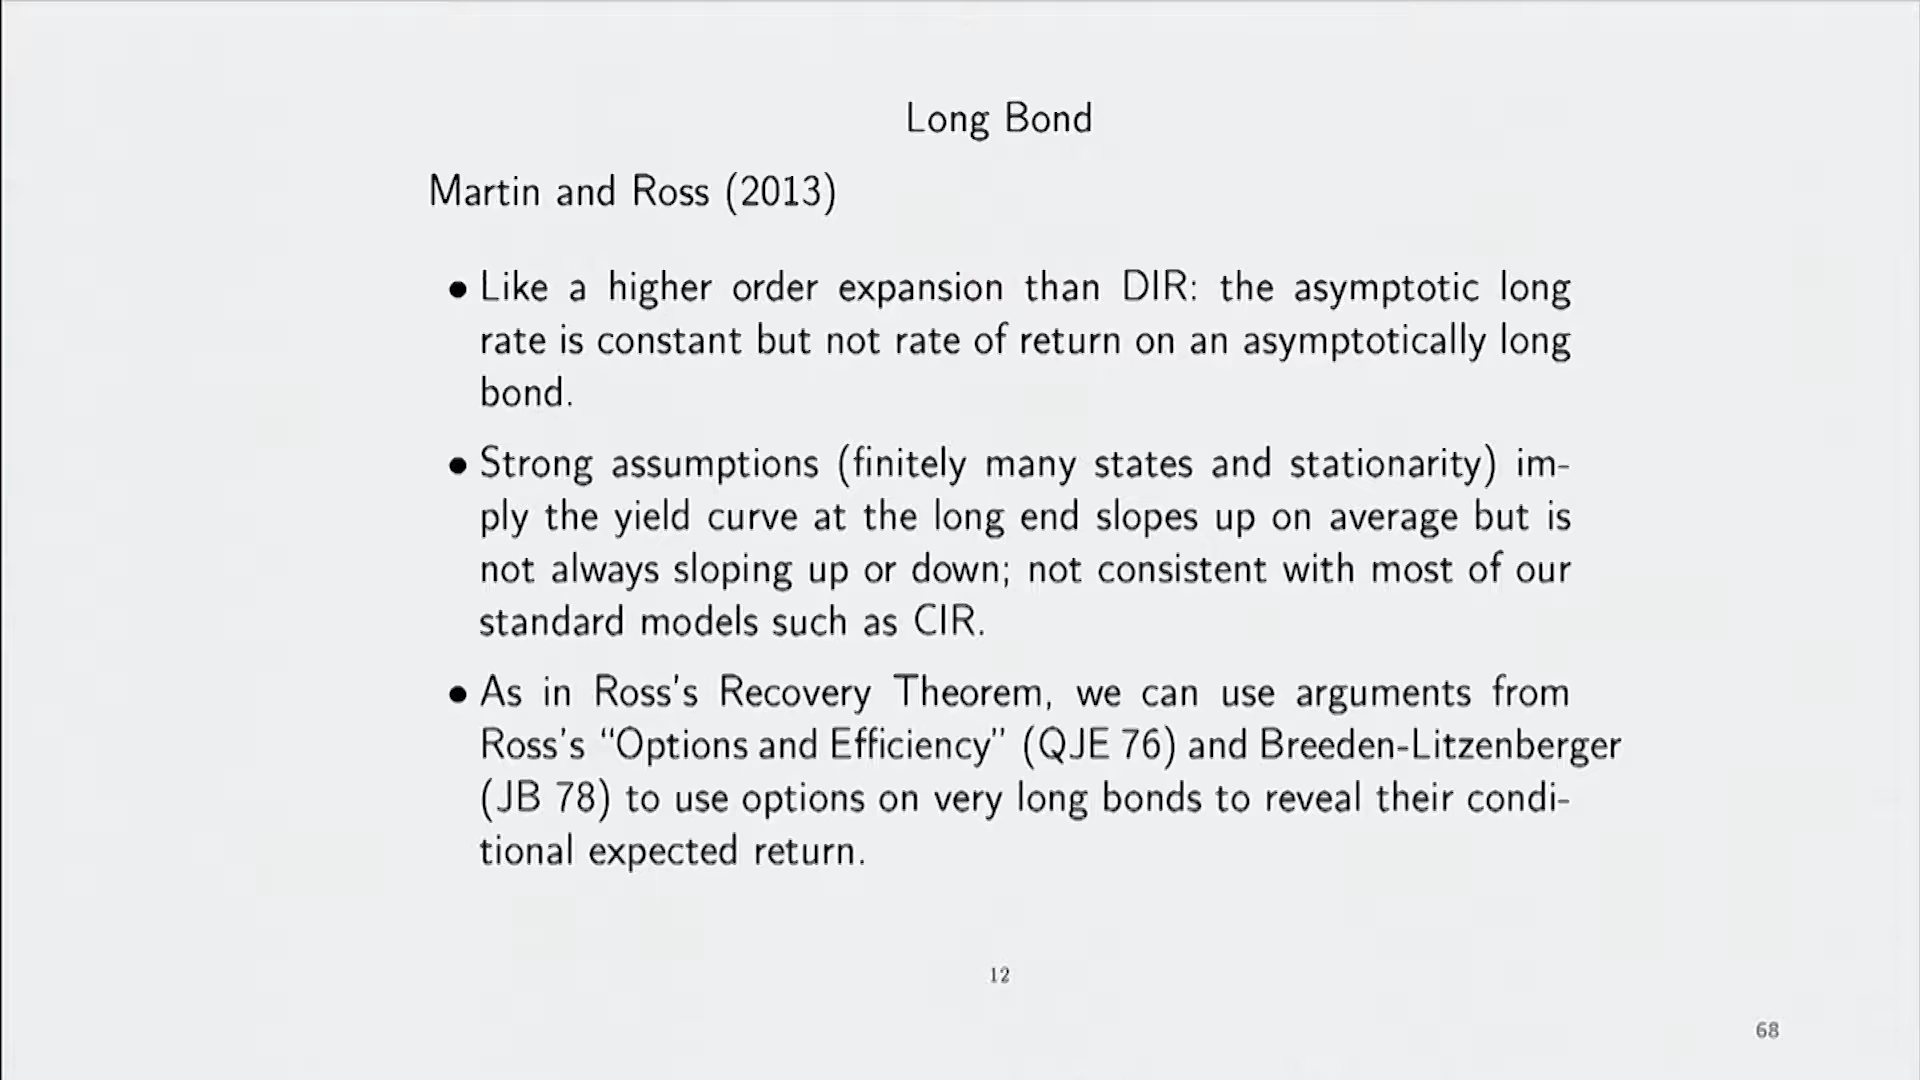 Long Bond
Martin and Ross (2013)
• Like a higher order expansion than DIR: the asymptotic long
rate is constant but not rate of return on an asymptotically long
bond.
• Strong assumptions (finitely many states and stationarity) im-
ply the yield curve at the long end slopes up on average but is
not always sloping up or down; not consistent with most of our
standard models such as CIR.
• As in Ross's Recovery Theorem, we can use arguments from
Ross's “Options and Efficiency” (QJE 76) and Breeden-Litzenberger
(JB 78) to use options on very long bonds to reveal their condi-
tional expected return.
12
68